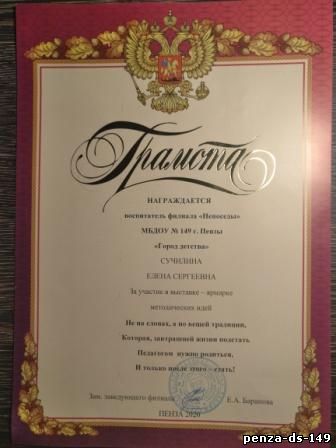 Грамота
НАГРАЖДАЕТСЯ
воспитатель филиала «Непоседы»
МБДОУ № 149 г. Пензы
«Город детства»
СУЧИЛИНА
ЕЛЕНА СЕРГЕЕВНА
За участие в выставке – ярмарке
методических идей
Не на словах, а по вещей традиции,
Которая, завтрашней жизни подстать
Педагогом нужно родиться,
И только после этого – стать!
Зам. заведующего филиала Е.А. Баранова
ПЕНЗА 2020
penza-ds-149